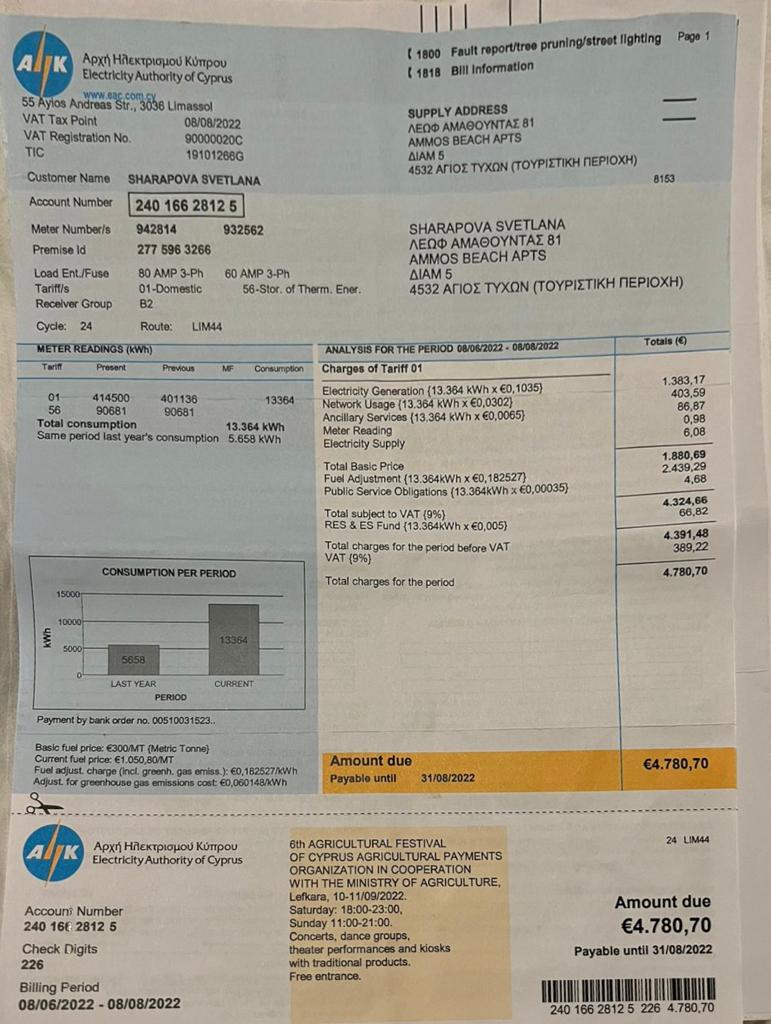 ( 1800 Fault report/tree pruning/street lighting Page 1
( 1818 Bill Information
ΑΗΚ
Αρχή Ηλεκτρισμού Κύπρου
Electricity Authority of Cyprus
www.eac.com.cy
55 Ayios Andreas Str., 3036 Limassol
VAT Tax Point 08/08/2022
VAT Registration No. 90000020C
TIC 19101266G
SUPPLY ADDRESS
ΛΕΩΦ ΑΜΑΘΟΥΝΤΑΣ 81
AMMOS BEACH APTS
ΔΙΑΜ 5
4532 ΑΓΙΟΣ ΤΥΧΩΝ (ΤΟΥΡΙΣΤΙΚΗ ΠΕΡΙΟΧΗ)
8153
Customer Name SHARAPOVA SVETLANA
Account Number 240 166 2812 5
Meter Number/s 942814 932562
Premise Id 277 596 3266
Load Ent./Fuse 80 AMP 3-Ph 60 AMP 3-Ph
Tariff/s 01-Domestic 56-Stor. of Therm. Ener.
Receiver Group B2
Cycle: 24 Route: LIM44
SHARAPOVA SVETLANA
ΛΕΩΦ ΑΜΑΘΟΥΝΤΑΣ 81
AMMOS BEACH APTS
ΔΙΑΜ 5
4532 ΑΓΙΟΣ ΤΥΧΩΝ (ΤΟΥΡΙΣΤΙΚΗ ΠΕΡΙΟΧΗ)
METER READINGS (kWh)
Tariff Present Previous MF Consumption
01 414500 401136 13364
56 90681 90681
Total consumption 13.364 kWh
Same period last year's consumption 5.658 kWh
ANALYSIS FOR THE PERIOD 08/06/2022 - 08/08/2022 Totals (€)
Charges of Tariff 01
Electricity Generation {13.364 kWh x €0,1035} 1.383,17
Network Usage {13.364 kWh x €0,0302} 403,59
Ancillary Services {13.364 kWh x €0,0065} 86,87
Meter Reading 0,98
Electricity Supply 6,08
Total Basic Price 1.880,69
Fuel Adjustment {13.364kWh x €0,182527} 2.439,29
Public Service Obligations {13.364kWh x €0,00035} 4,68
Total subject to VAT {9%} 4.324,66
RES & ES Fund {13.364kWh x €0,005} 66,82
Total charges for the period before VAT 4.391,48
VAT {9%} 389,22
Total charges for the period 4.780,70
CONSUMPTION PER PERIOD
15000
10000
5000
0
kWh
5658
13364
LAST YEAR CURRENT
PERIOD
Payment by bank order no. 00510031523..
Basic fuel price: €300/MT {Metric Tonne}
Current fuel price: €1.050,80/MT
Fuel adjust. charge (incl. greenh. gas emiss.): €0,182527/kWh
Adjust. for greenhouse gas emissions cost: €0,060148/kWh
Amount due €4.780,70
Payable until 31/08/2022
ΑΗΚ
Αρχή Ηλεκτρισμού Κύπρου
Electricity Authority of Cyprus
Account Number
240 166 2812 5
Check Digits
226
Billing Period
08/06/2022 - 08/08/2022
6th AGRICULTURAL FESTIVAL
OF CYPRUS AGRICULTURAL PAYMENTS
ORGANIZATION IN COOPERATION
WITH THE MINISTRY OF AGRICULTURE,
Lefkara, 10-11/09/2022.
Saturday: 18:00-23:00,
Sunday 11:00-21:00.
Concerts, dance groups,
theater performances and kiosks
with traditional products.
Free entrance.
24 LIM44
Amount due
€4.780,70
Payable until 31/08/2022
240 166 2812 5 226 4.780,70